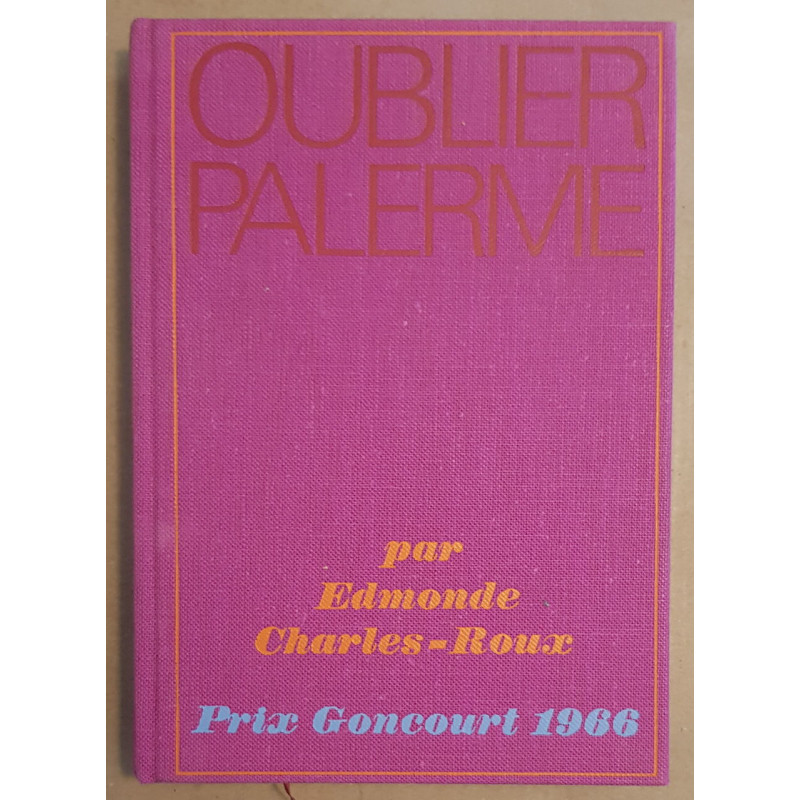 OUBLIER
PALERME
par
Edmonde
Charles-Roux
Prix Goncourt 1966